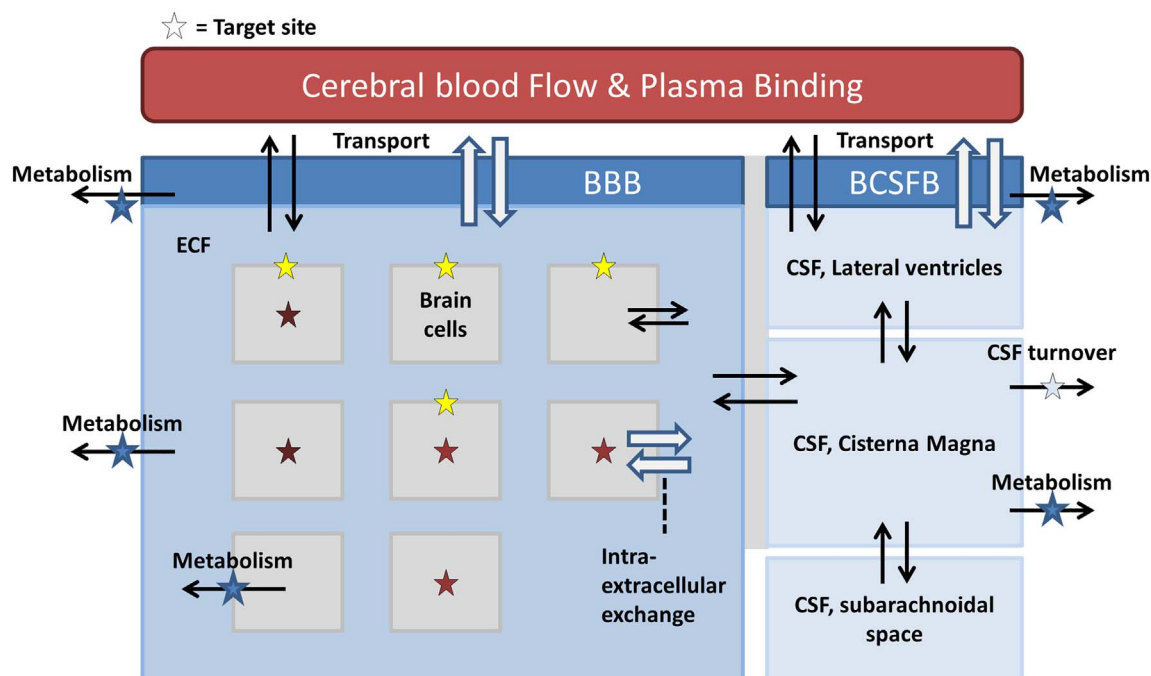 = Target site
Cerebral blood Flow & Plasma Binding
Transport
Transport
Metabolism
BBB
BCSFB
Metabolism
ECF
CSF, Lateral ventricles
Brain
cells
CSF turnover
Metabolism
CSF, Cisterna Magna
Metabolism
Metabolism
Intra-
extracellular
exchange
CSF, subarachnoidal
space